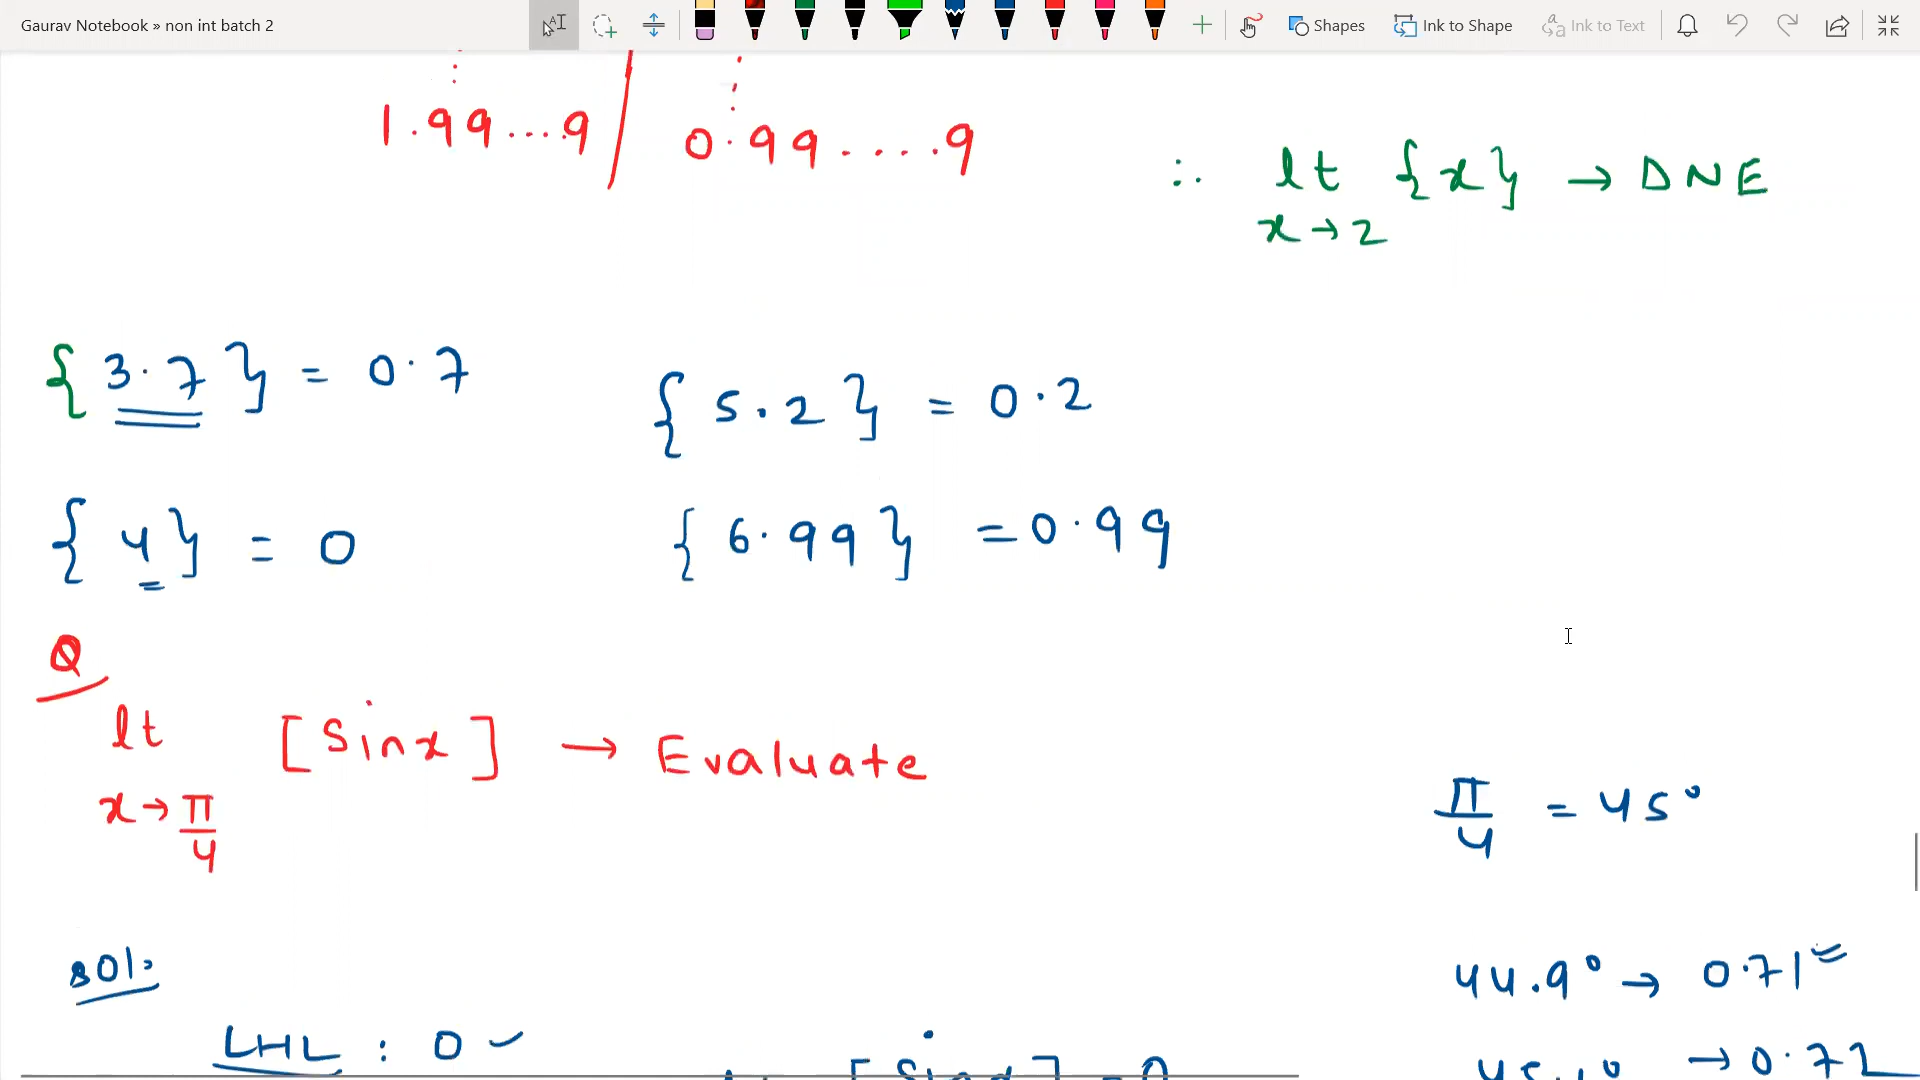 Gaurav Notebook » non int batch 2
Shapes
Ink to Shape
Ink to Text
1.99...9
0.99....9
∴ lt {x} → DNE
x→2
{3.7} = 0.7
{5.2} = 0.2
{4} = 0
{6.99} = 0.99
Q
lt [Sinx] → Evaluate
x→π/4
π/4 = 45°
sol:
44.9° → 0.71
LHL : 0
→ 0.72